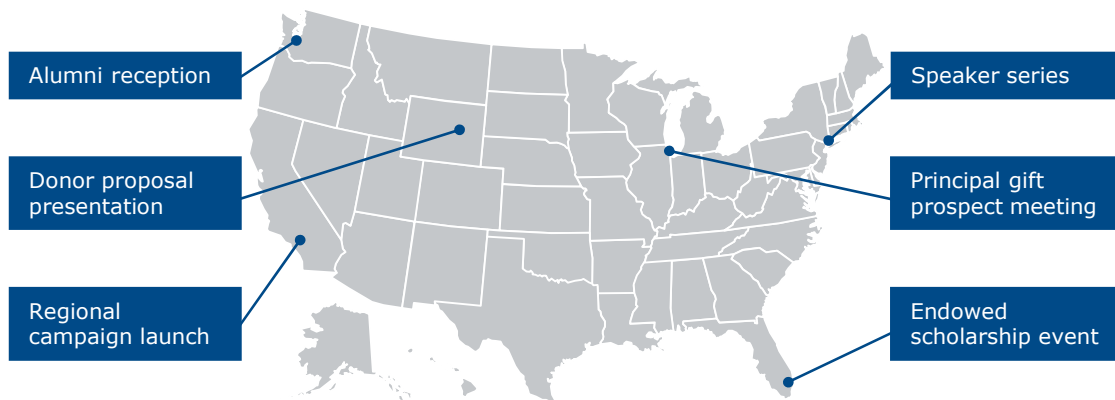 Alumni reception
Donor proposal
presentation
Regional
campaign launch
Speaker series
Principal gift
prospect meeting
Endowed
scholarship event